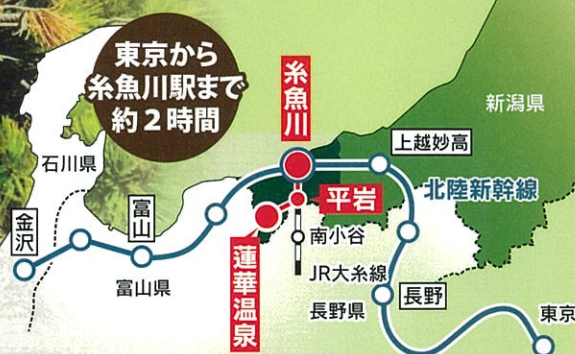 東京から
糸魚川駅まで
約2時間
糸魚川
新潟県
上越妙高
石川県
北陸新幹線
平岩
金沢
富山
南小谷
蓮華温泉
JR大糸線
富山県
長野県
長野
東京